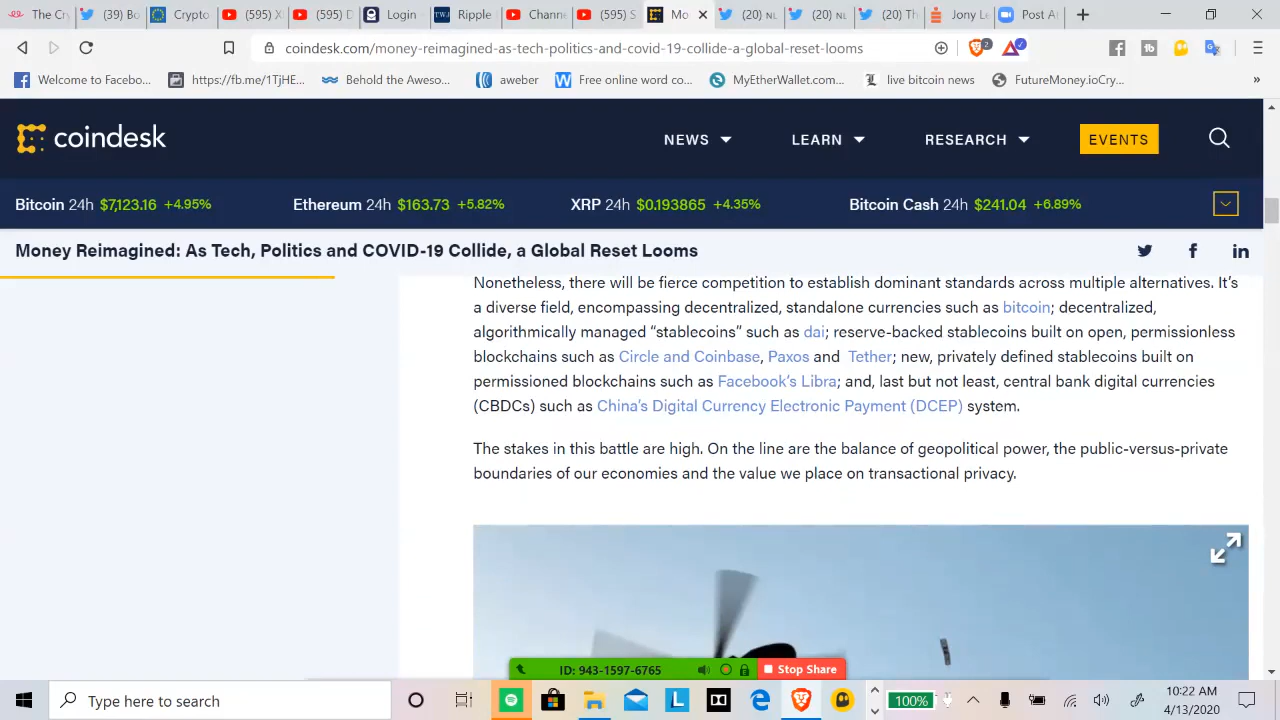 The Cr
(39) Bo
Crypto
(595) X
(595) D
Login
Ripple
Chann
(595) S
Mo
(20) NL
(20) NL
(20) Th
Jony Le
Post At
coindesk.com/money-reimagined-as-tech-politics-and-covid-19-collide-a-global-reset-looms
2
Welcome to Facebo...
https://fb.me/1TjHE...
Behold the Aweso...
aweber
Free online word co...
MyEtherWallet.com...
live bitcoin news
FutureMoney.ioCry...
coindesk
NEWS
LEARN
RESEARCH
EVENTS
Bitcoin 24h $7,123.16 +4.95%
Ethereum 24h $163.73 +5.82%
XRP 24h $0.193865 +4.35%
Bitcoin Cash 24h $241.04 +6.89%
Money Reimagined: As Tech, Politics and COVID-19 Collide, a Global Reset Looms
Nonetheless, there will be fierce competition to establish dominant standards across multiple alternatives. It’s
a diverse field, encompassing decentralized, standalone currencies such as bitcoin; decentralized,
algorithmically managed “stablecoins” such as dai; reserve-backed stablecoins built on open, permissionless
blockchains such as Circle and Coinbase, Paxos and Tether; new, privately defined stablecoins built on
permissioned blockchains such as Facebook’s Libra; and, last but not least, central bank digital currencies
(CBDCs) such as China’s Digital Currency Electronic Payment (DCEP) system.
The stakes in this battle are high. On the line are the balance of geopolitical power, the public-versus-private
boundaries of our economies and the value we place on transactional privacy.
ID: 943-1597-6765
Stop Share
Type here to search
100%
10:22 AM
4/13/2020